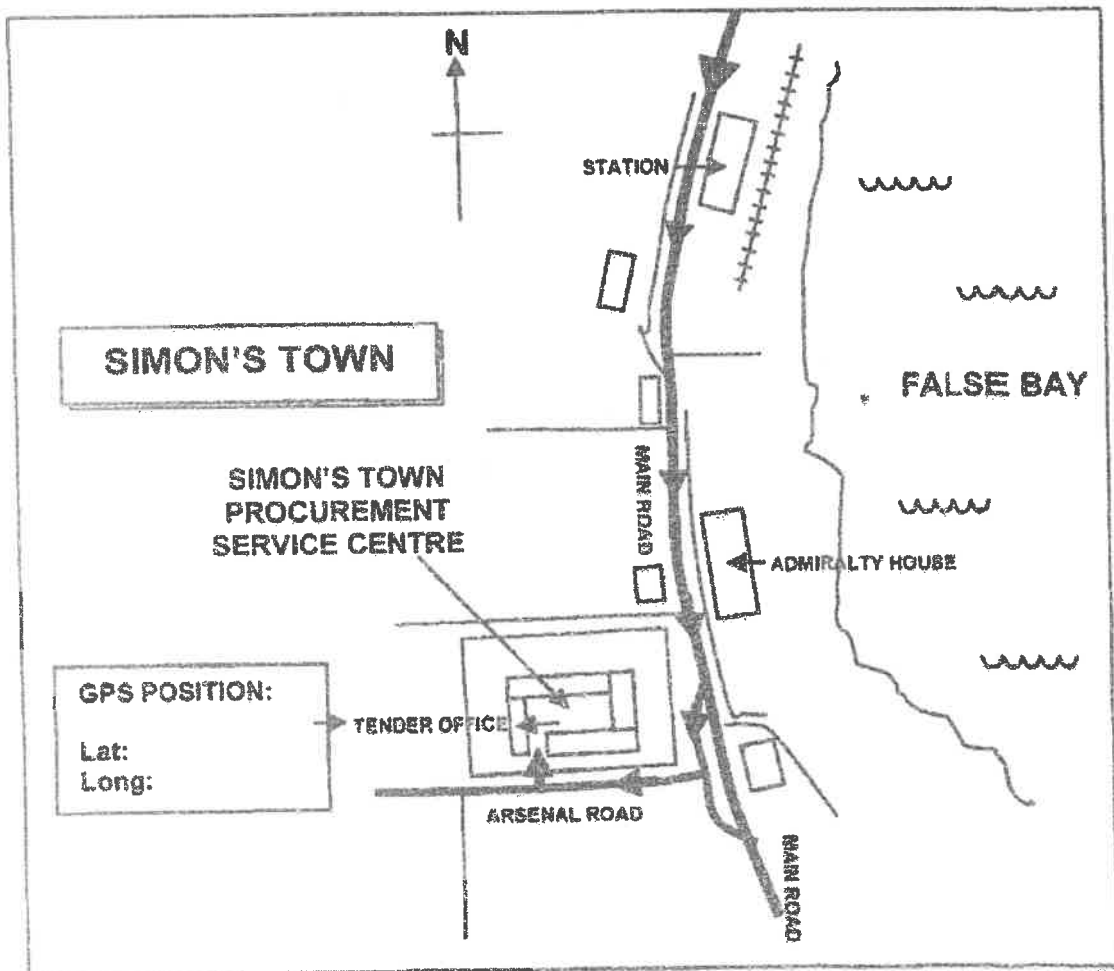 N
STATION
SIMON'S TOWN
FALSE BAY
MAIN ROAD
SIMON'S TOWN
PROCUREMENT
SERVICE CENTRE
ADMIRALTY HOUSE
GPS POSITION:
Lat:
Long:
TENDER OFFICE
ARSENAL ROAD
MAIN ROAD